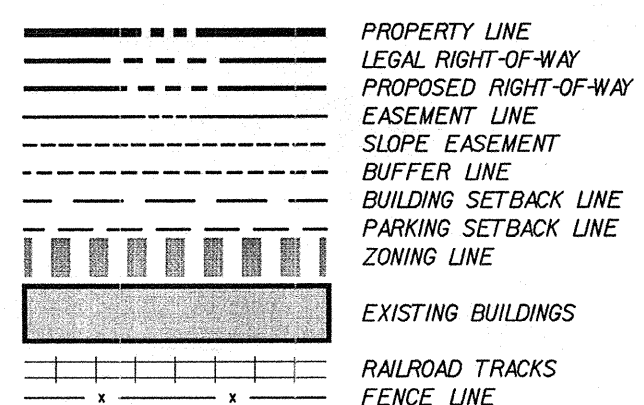 PROPERTY LINE
LEGAL RIGHT-OF-WAY
PROPOSED RIGHT-OF-WAY
EASEMENT LINE
SLOPE EASEMENT
BUFFER LINE
BUILDING SETBACK LINE
PARKING SETBACK LINE
ZONING LINE
EXISTING BUILDINGS
RAILROAD TRACKS
x x FENCE LINE